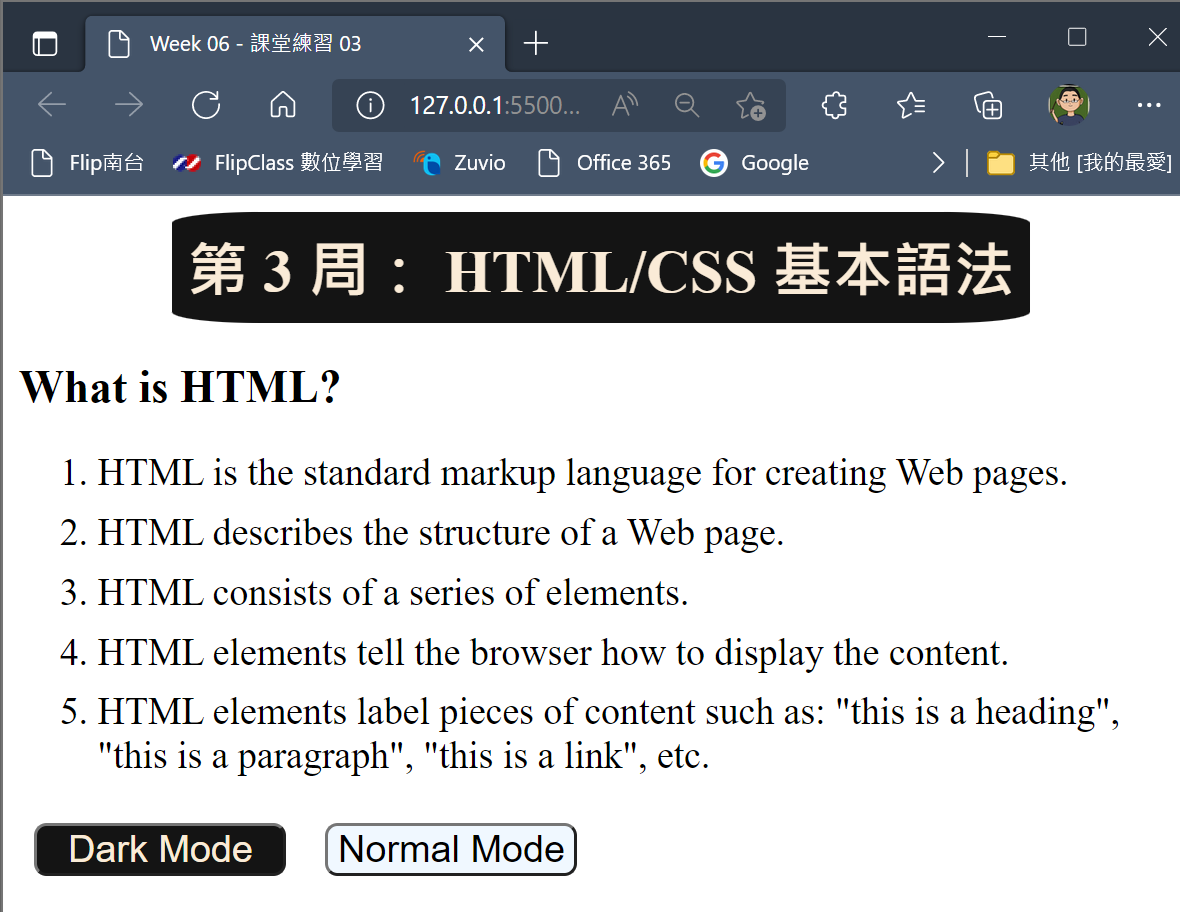 Week 06 - 課堂練習 03
127.0.0.1:5500...
Flip南台 FlipClass 數位學習 Zuvio Office 365 Google 其他 [我的最愛]
第 3 周： HTML/CSS 基本語法
What is HTML?
1. HTML is the standard markup language for creating Web pages.
2. HTML describes the structure of a Web page.
3. HTML consists of a series of elements.
4. HTML elements tell the browser how to display the content.
5. HTML elements label pieces of content such as: "this is a heading",
"this is a paragraph", "this is a link", etc.
Dark Mode Normal Mode